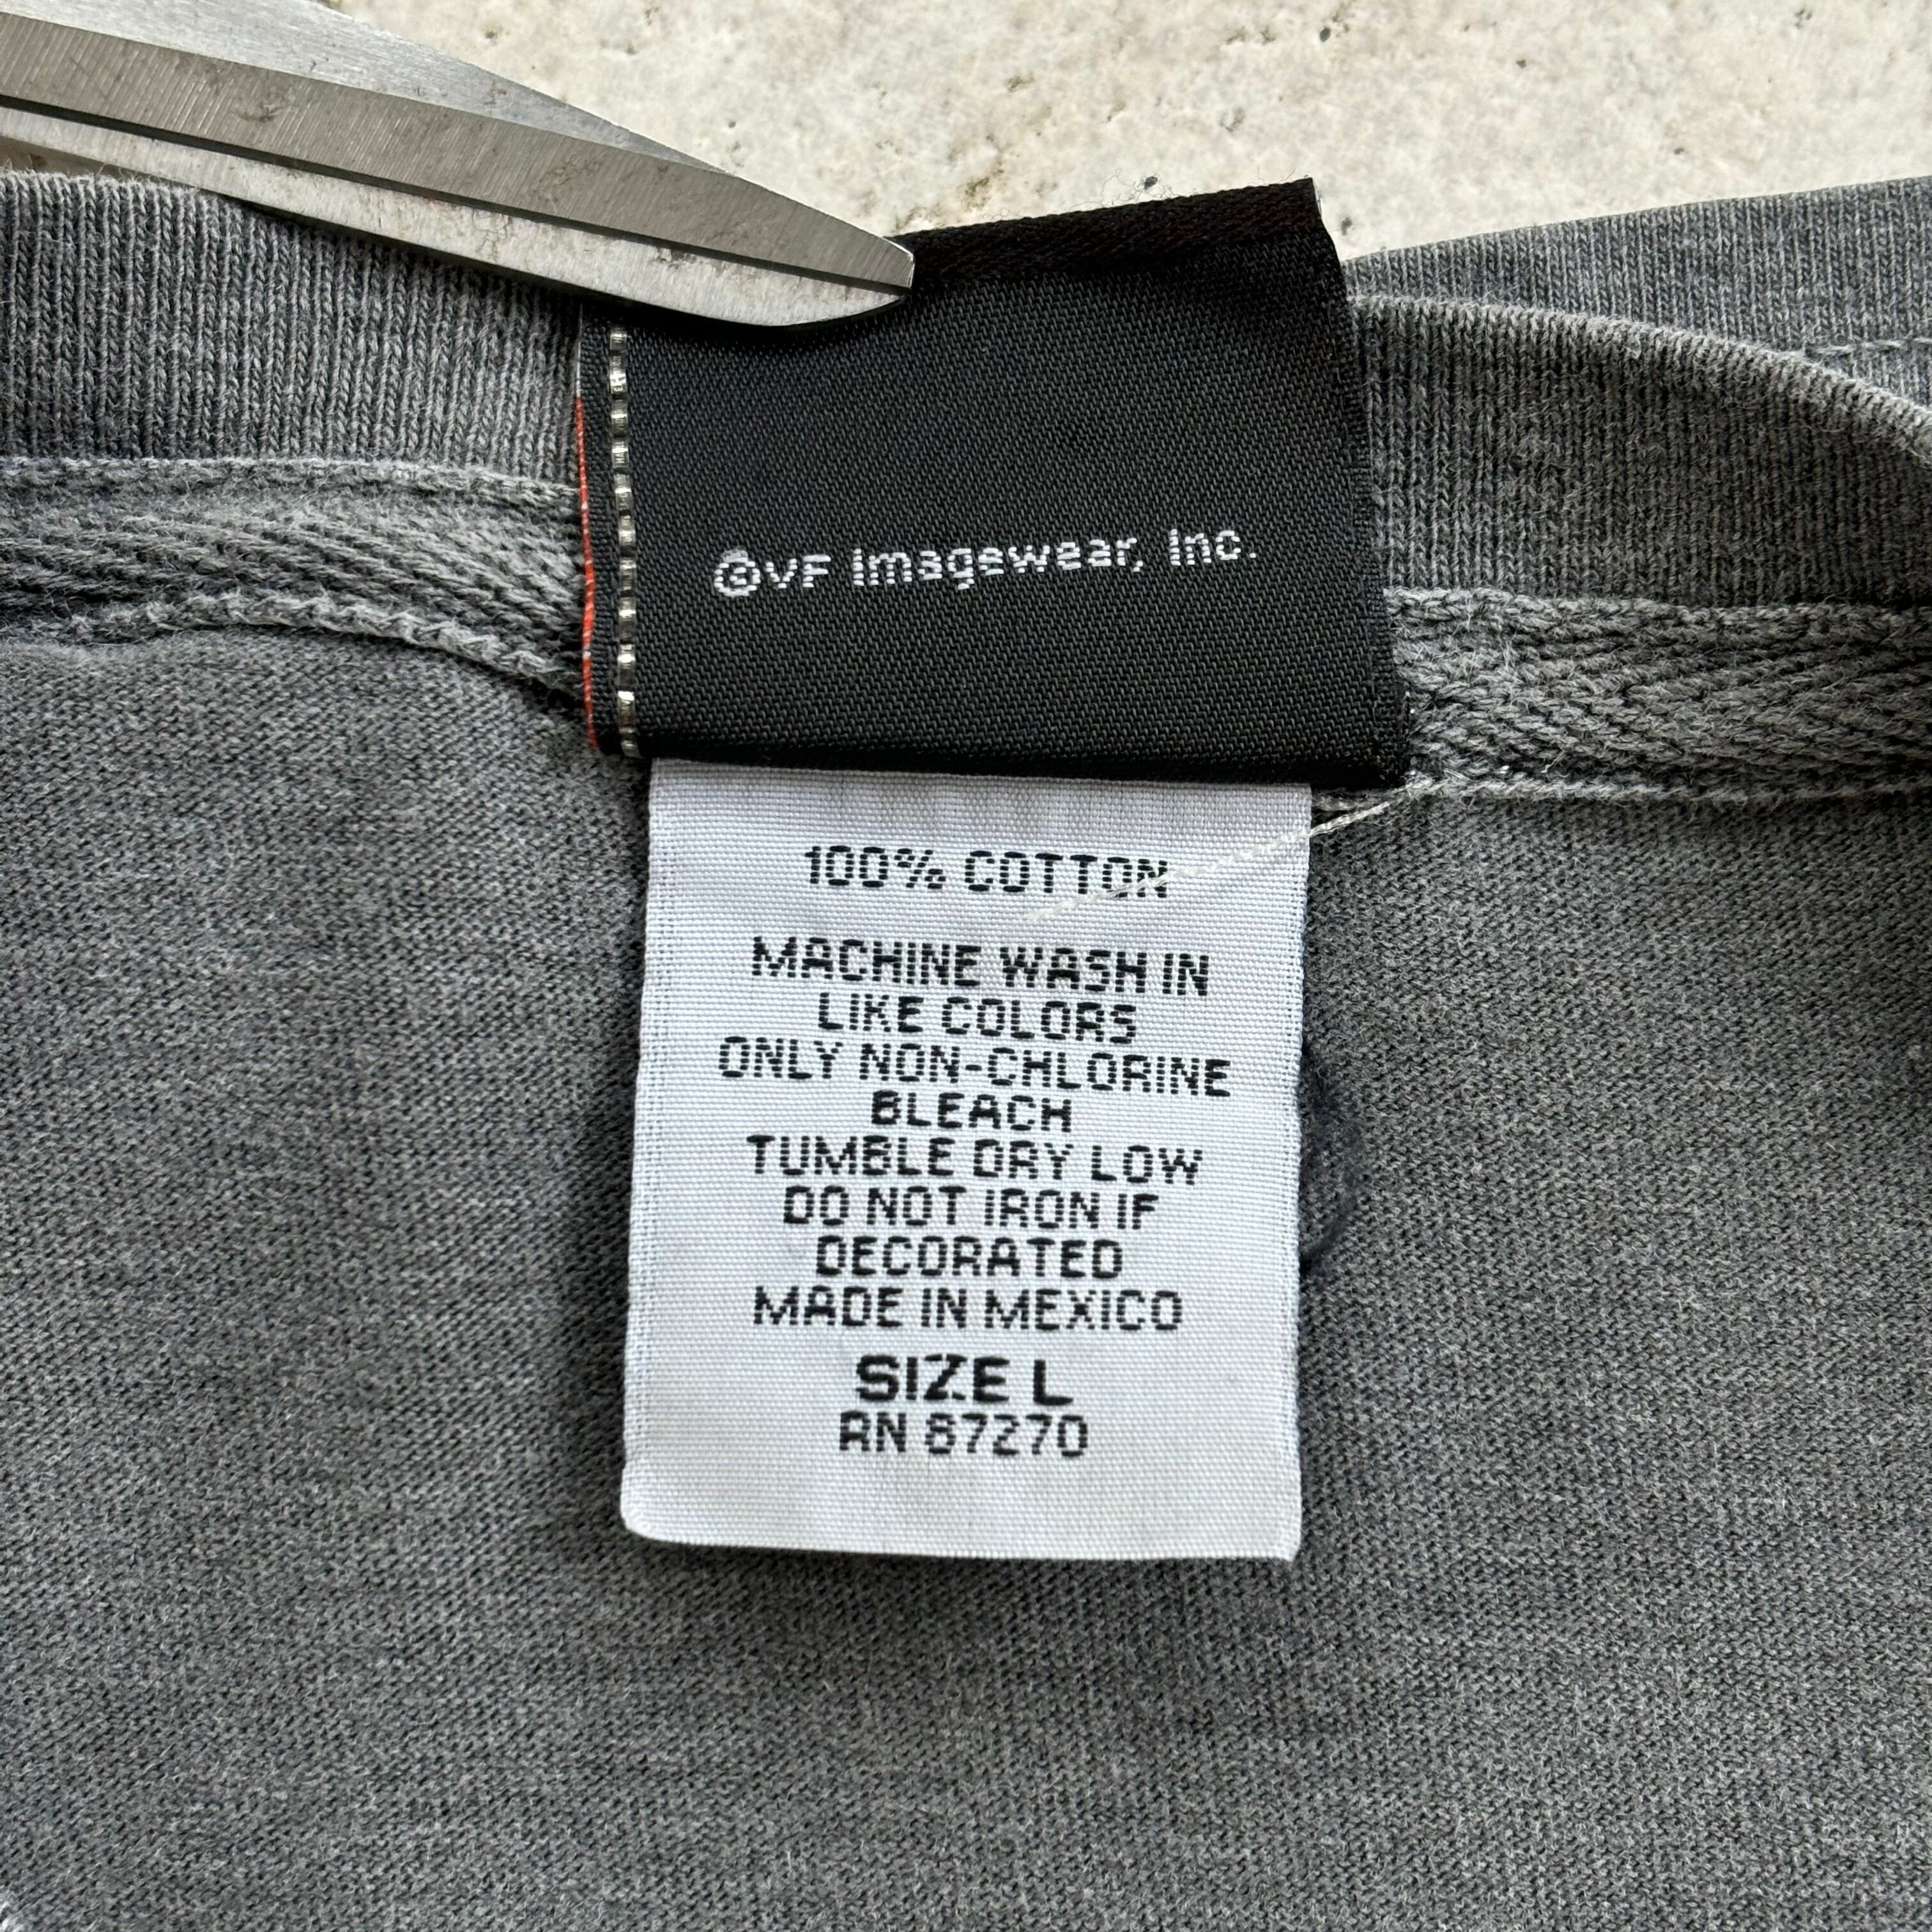 ©VF Imagewear, Inc.
100% COTTON
MACHINE WASH IN
LIKE COLORS
ONLY NON-CHLORINE
BLEACH
TUMBLE DRY LOW
DO NOT IRON IF
DECORATED
MADE IN MEXICO
SIZE L
RN 87270